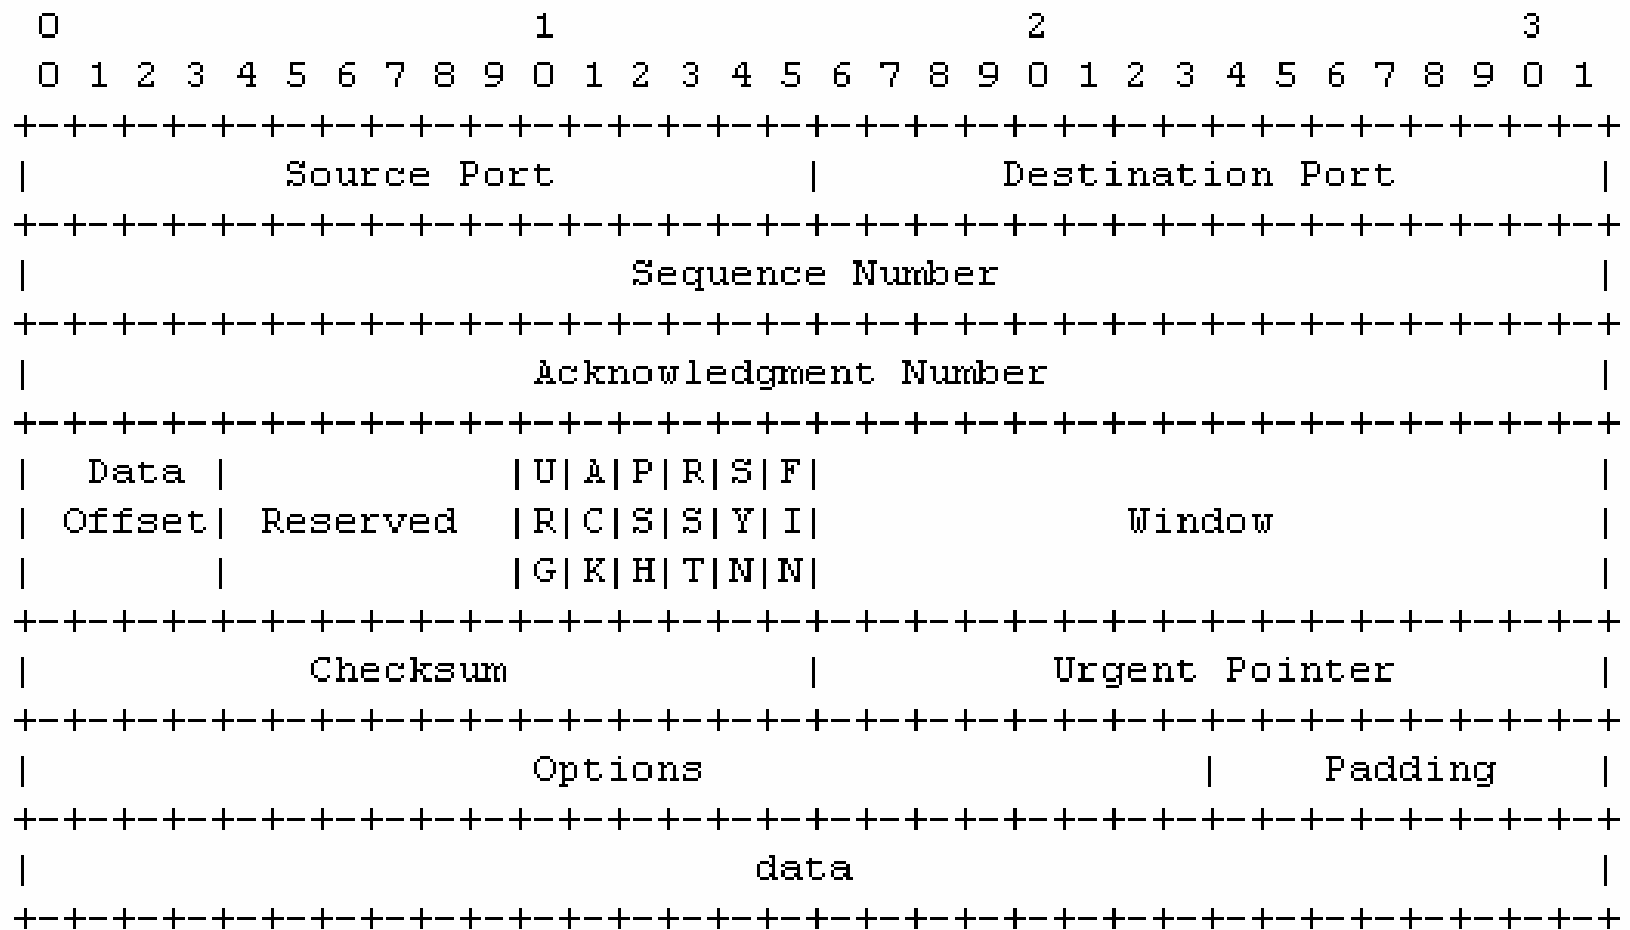 0                   1                   2                   3
 0 1 2 3 4 5 6 7 8 9 0 1 2 3 4 5 6 7 8 9 0 1 2 3 4 5 6 7 8 9 0 1
+-+-+-+-+-+-+-+-+-+-+-+-+-+-+-+-+-+-+-+-+-+-+-+-+-+-+-+-+-+-+-+-+
|          Source Port          |       Destination Port        |
+-+-+-+-+-+-+-+-+-+-+-+-+-+-+-+-+-+-+-+-+-+-+-+-+-+-+-+-+-+-+-+-+
|                        Sequence Number                        |
+-+-+-+-+-+-+-+-+-+-+-+-+-+-+-+-+-+-+-+-+-+-+-+-+-+-+-+-+-+-+-+-+
|                    Acknowledgment Number                      |
+-+-+-+-+-+-+-+-+-+-+-+-+-+-+-+-+-+-+-+-+-+-+-+-+-+-+-+-+-+-+-+-+
|  Data |           |U|A|P|R|S|F|                               |
| Offset| Reserved  |R|C|S|S|Y|I|            Window             |
|       |           |G|K|H|T|N|N|                               |
+-+-+-+-+-+-+-+-+-+-+-+-+-+-+-+-+-+-+-+-+-+-+-+-+-+-+-+-+-+-+-+-+
|           Checksum            |         Urgent Pointer        |
+-+-+-+-+-+-+-+-+-+-+-+-+-+-+-+-+-+-+-+-+-+-+-+-+-+-+-+-+-+-+-+-+
|                    Options                    |    Padding    |
+-+-+-+-+-+-+-+-+-+-+-+-+-+-+-+-+-+-+-+-+-+-+-+-+-+-+-+-+-+-+-+-+
|                             data                              |
+-+-+-+-+-+-+-+-+-+-+-+-+-+-+-+-+-+-+-+-+-+-+-+-+-+-+-+-+-+-+-+-+